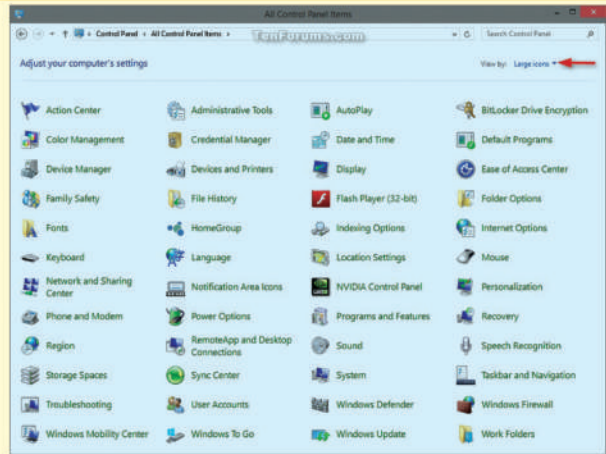 All Control Panel Items
Control Panel All Control Panel Items
TenForums.com
Search Control Panel
Adjust your computer's settings
View by: Large icons
Action Center
Administrative Tools
AutoPlay
BitLocker Drive Encryption
Color Management
Credential Manager
Date and Time
Default Programs
Device Manager
Devices and Printers
Display
Ease of Access Center
Family Safety
File History
Flash Player (32-bit)
Folder Options
Fonts
HomeGroup
Indexing Options
Internet Options
Keyboard
Language
Location Settings
Mouse
Network and Sharing
Center
Notification Area Icons
NVIDIA Control Panel
Personalization
Phone and Modem
Power Options
Programs and Features
Recovery
Region
RemoteApp and Desktop
Connections
Sound
Speech Recognition
Storage Spaces
Sync Center
System
Taskbar and Navigation
Troubleshooting
User Accounts
Windows Defender
Windows Firewall
Windows Mobility Center
Windows To Go
Windows Update
Work Folders